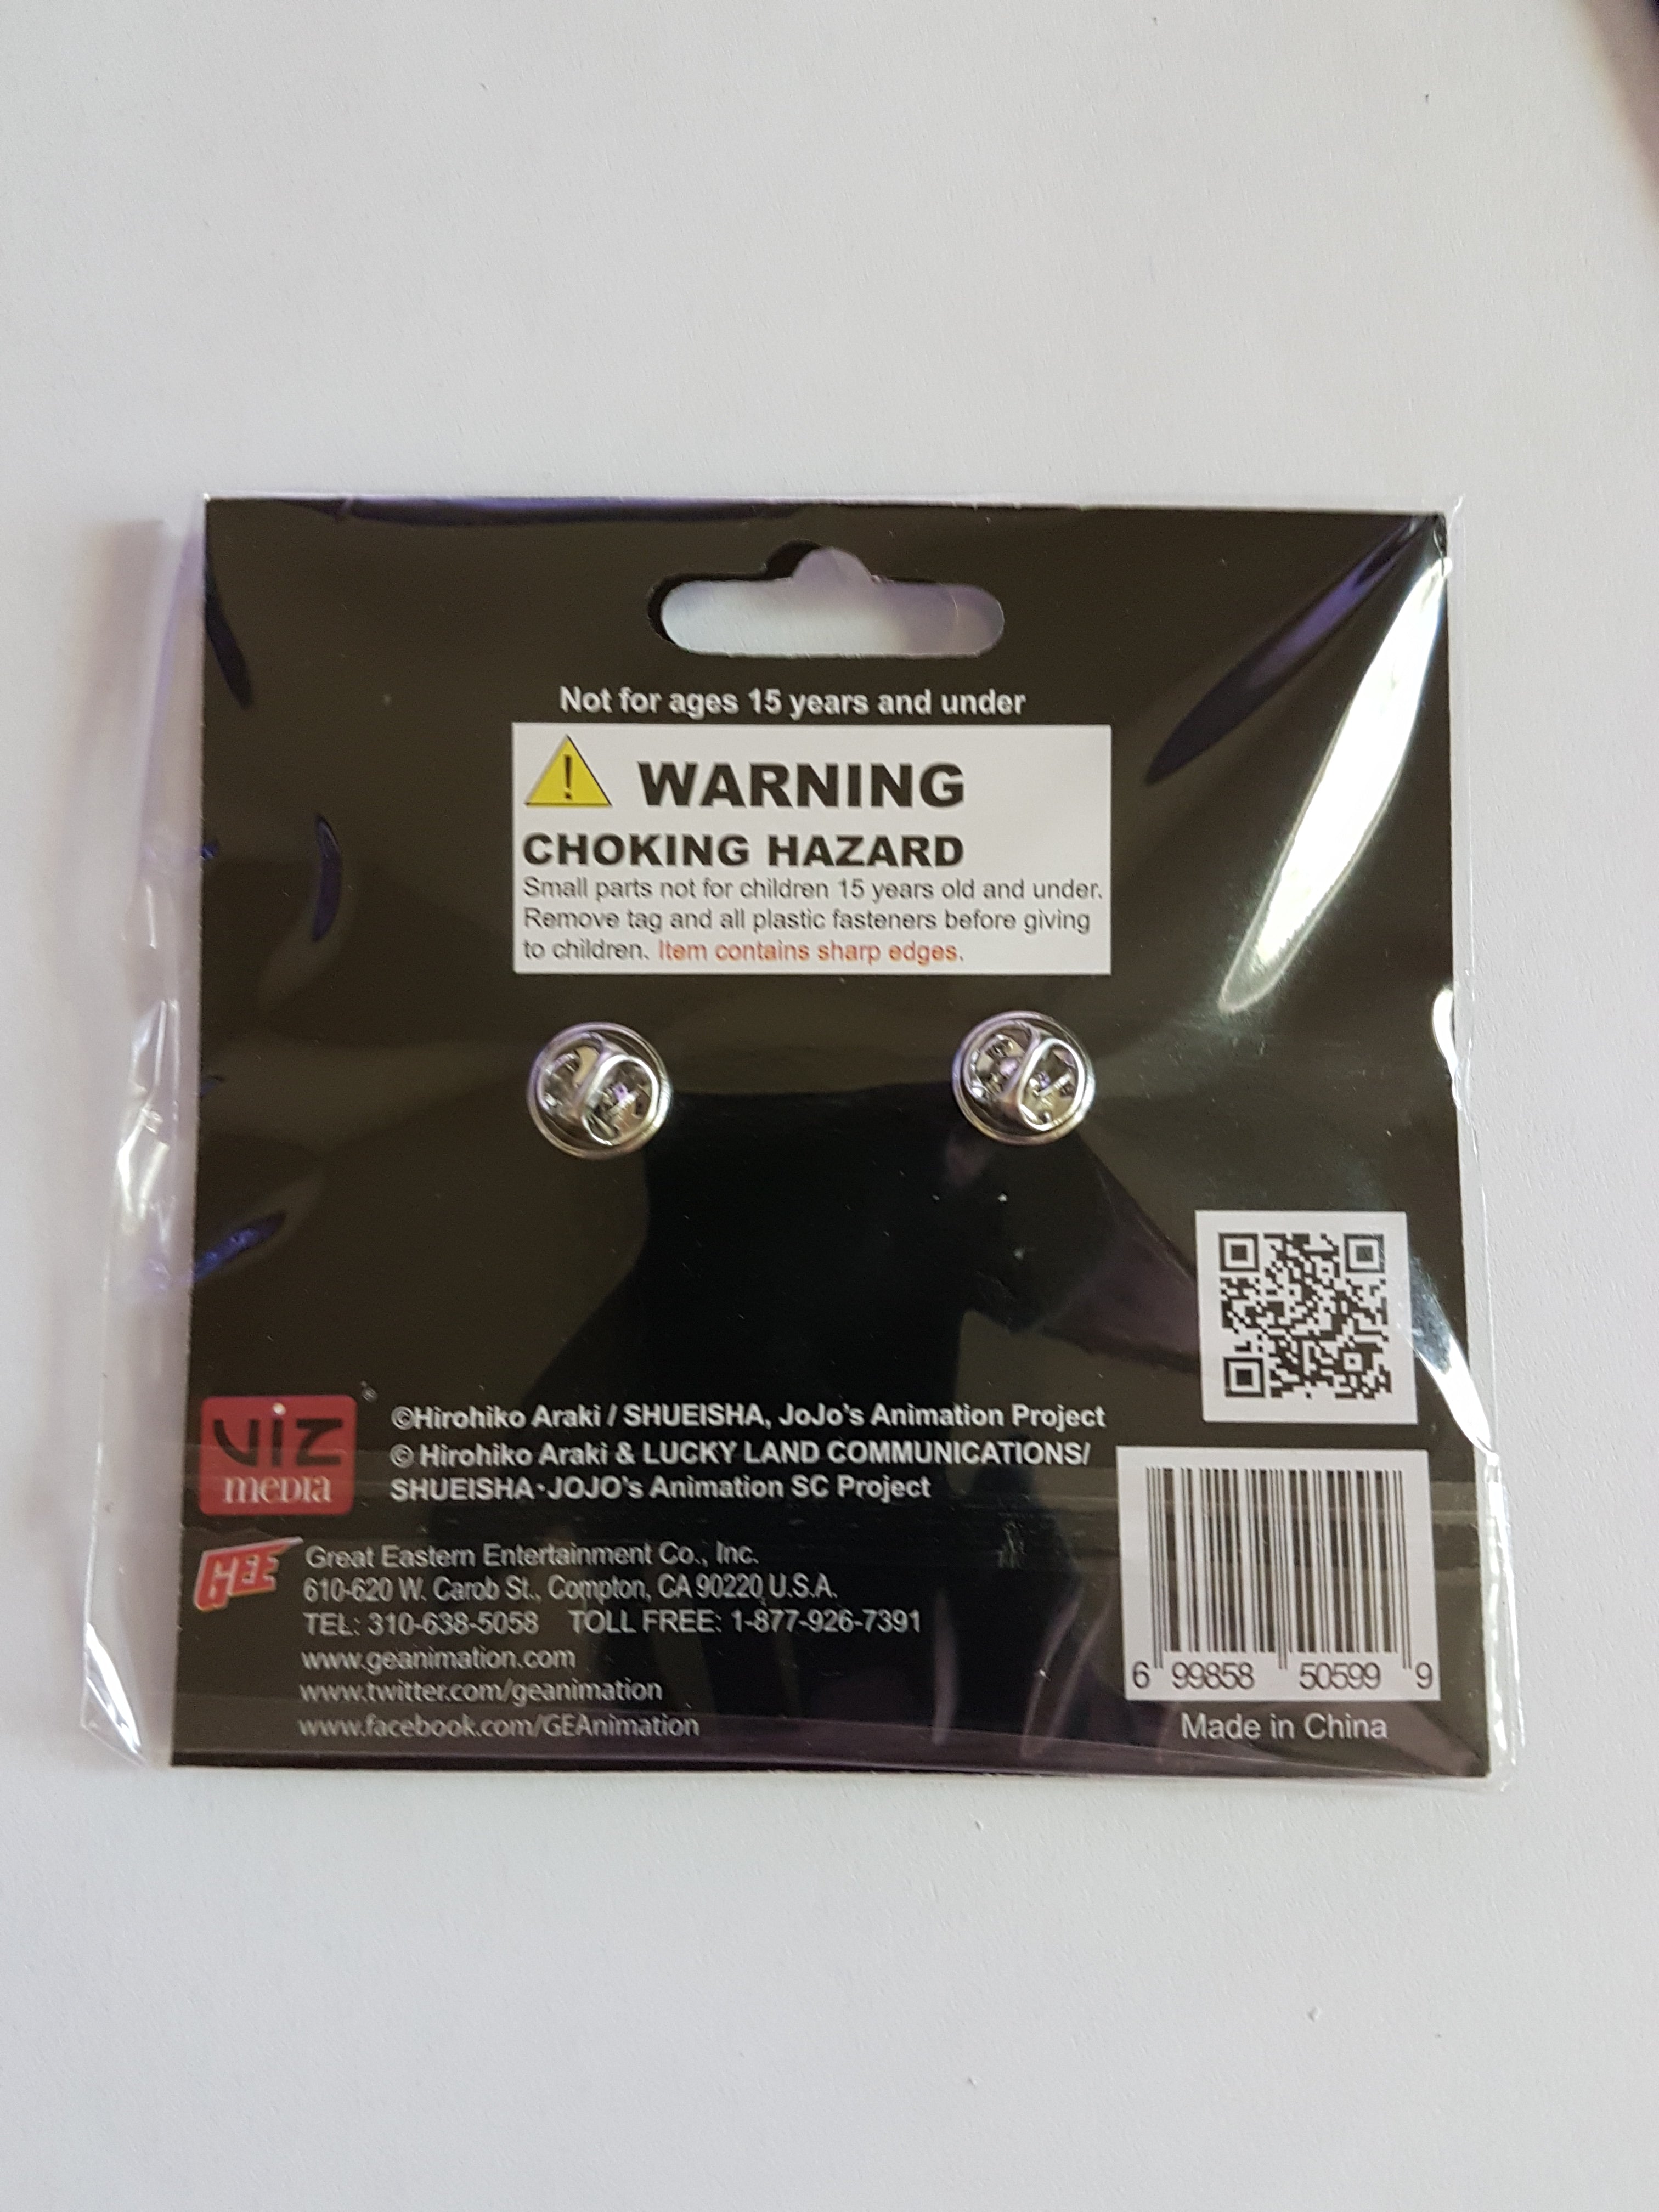 Not for ages 15 years and under
WARNING
CHOKING HAZARD
Small parts not for children 15 years old and under.
Remove tag and all plastic fasteners before giving
to children. Item contains sharp edges.
viz
media
®
©Hirohiko Araki / SHUEISHA, JoJo's Animation Project
© Hirohiko Araki & LUCKY LAND COMMUNICATIONS/
SHUEISHA・JOJO's Animation SC Project
GEE
Great Eastern Entertainment Co., Inc.
610-620 W. Carob St., Compton, CA 90220 U.S.A.
TEL: 310-638-5058 TOLL FREE: 1-877-926-7391
www.geanimation.com
www.twitter.com/geanimation
www.facebook.com/GEAnimation
6 99858 50599 9
Made in China